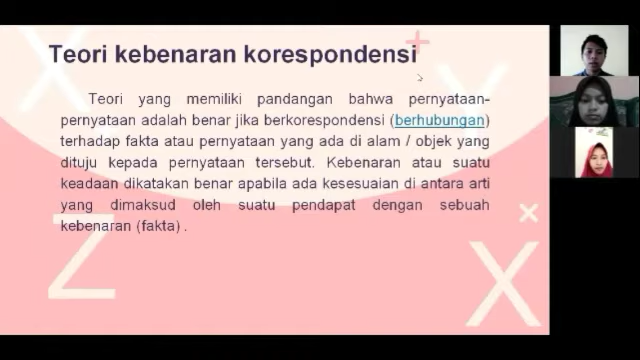 Teori kebenaran korespondensi
Teori yang memiliki pandangan bahwa pernyataan-
pernyataan adalah benar jika berkorespondensi (berhubungan)
terhadap fakta atau pernyataan yang ada di alam / objek yang
dituju kepada pernyataan tersebut. Kebenaran atau suatu
keadaan dikatakan benar apabila ada kesesuaian di antara arti
yang dimaksud oleh suatu pendapat dengan sebuah
kebenaran (fakta) .
X
X
Z
X